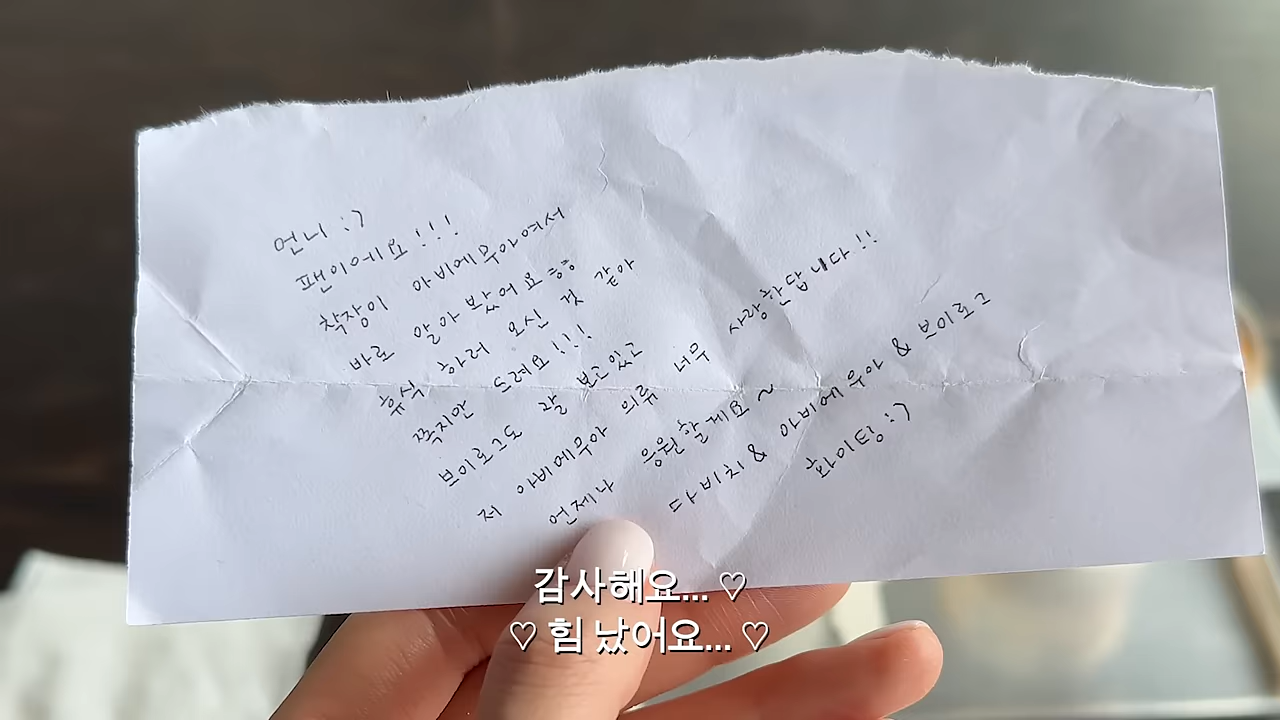 언니 :)
팬이에요!!!
착장이 아비에무아여서
바로 알아봤어요ㅎㅎ
휴식 하러 오신 것 같아
쪽지만 드려요!!!
브이로그도 잘 보고있고
저 아비에무아 의류 너무 사랑한답니다!!
언제나 응원할게요~
다비치 & 아비에무아 & 브이로그
화이팅 :)
감사해요... ♡
♡ 힘 났어요... ♡